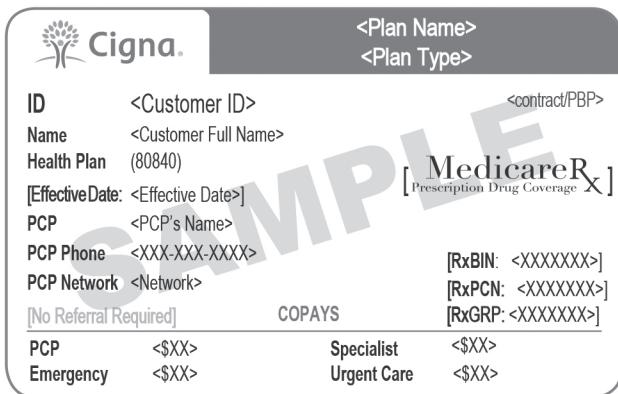 Cigna.
<Plan Name>
<Plan Type>
ID <Customer ID> <contract/PBP>
Name <Customer Full Name>
Health Plan (80840)
[MedicareRx
Prescription Drug Coverage]
[Effective Date: <Effective Date>]
PCP <PCP's Name>
PCP Phone <XXX-XXX-XXXX>
[RxBIN: <XXXXXXX>]
PCP Network <Network>
[RxPCN: <XXXXXXX>]
[No Referral Required] COPAYS [RxGRP: <XXXXXXX>]
PCP <$XX> Specialist <$XX>
Emergency <$XX> Urgent Care <$XX>
SAMPLE